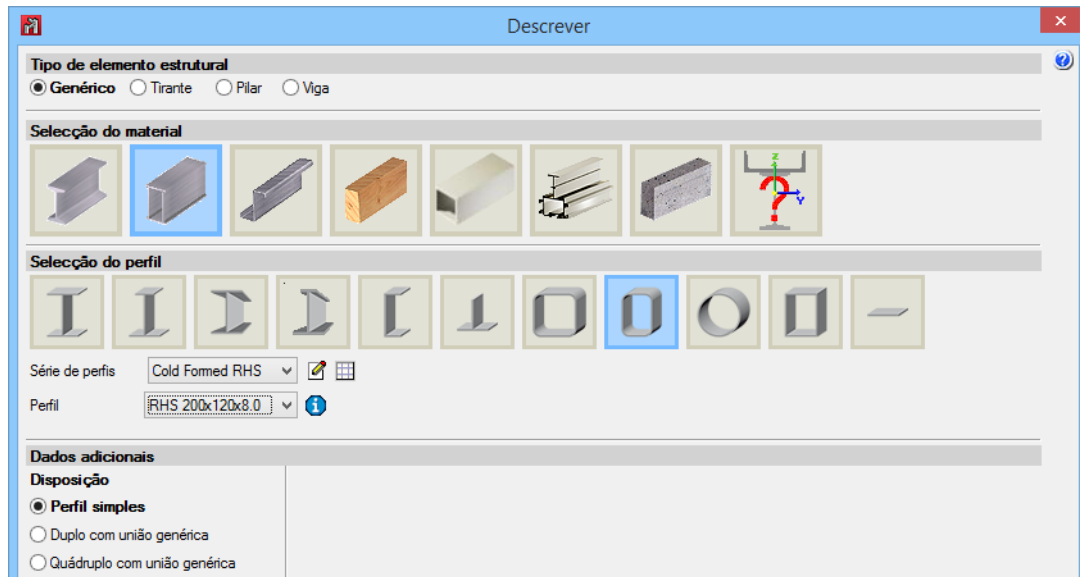 Descrever
Tipo de elemento estrutural
Genérico Tirante Pilar Viga
Selecção do material
z
Y
Selecção do perfil
Série de perfis Cold Formed RHS
Perfil RHS 200x120x8.0
Dados adicionais
Disposição
Perfil simples
Duplo com união genérica
Quádruplo com união genérica